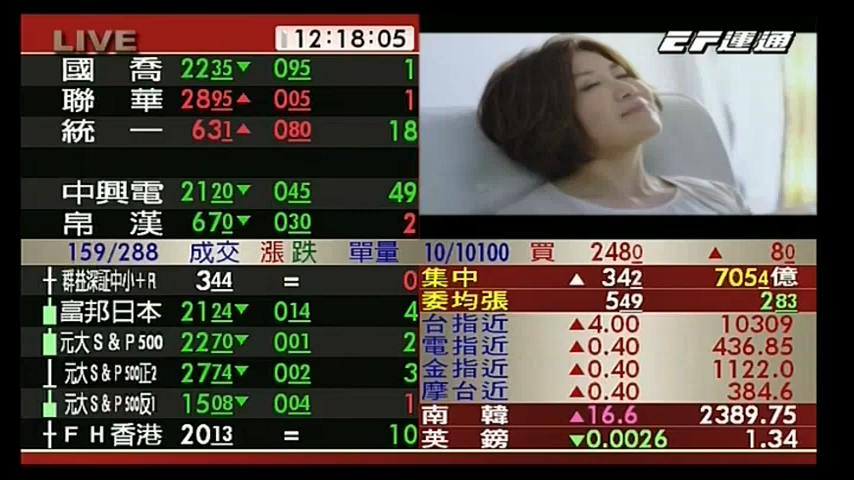 LIVE 12:18:05
國喬 2235▼ 095 1
聯華 2895▲ 005 1
統一 631▲ 080 18
中興電 2120▼ 045 49
帛漢 670▼ 030 2
159/288 成交 漲跌 單量
群益深証中小+R 344 = 0
富邦日本 2124▼ 014 4
元大S&P500 2270▼ 001 2
元大S&P500正2 2774▼ 002 3
元大S&P500反1 1508▼ 004 1
FH香港 2013 = 10
運通
10/10100 買 2480 ▲ 80
集中 ▲ 342 7054億
委均張 549 283
台指近 ▲4.00 10309
電指近 ▲0.40 436.85
金指近 ▲0.40 1122.0
摩台近 ▲0.40 384.6
南韓 ▲16.6 2389.75
英鎊 ▼0.0026 1.34